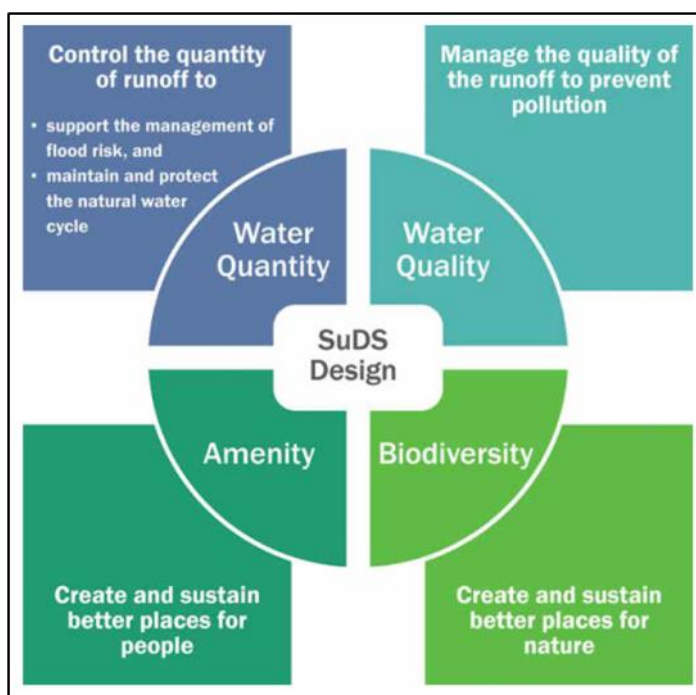 Control the quantity
of runoff to
• support the management of
flood risk, and
• maintain and protect
the natural water
cycle
Manage the quality of
the runoff to prevent
pollution
Water
Quantity
Water
Quality
SuDS
Design
Amenity
Biodiversity
Create and sustain
better places for
people
Create and sustain
better places for
nature